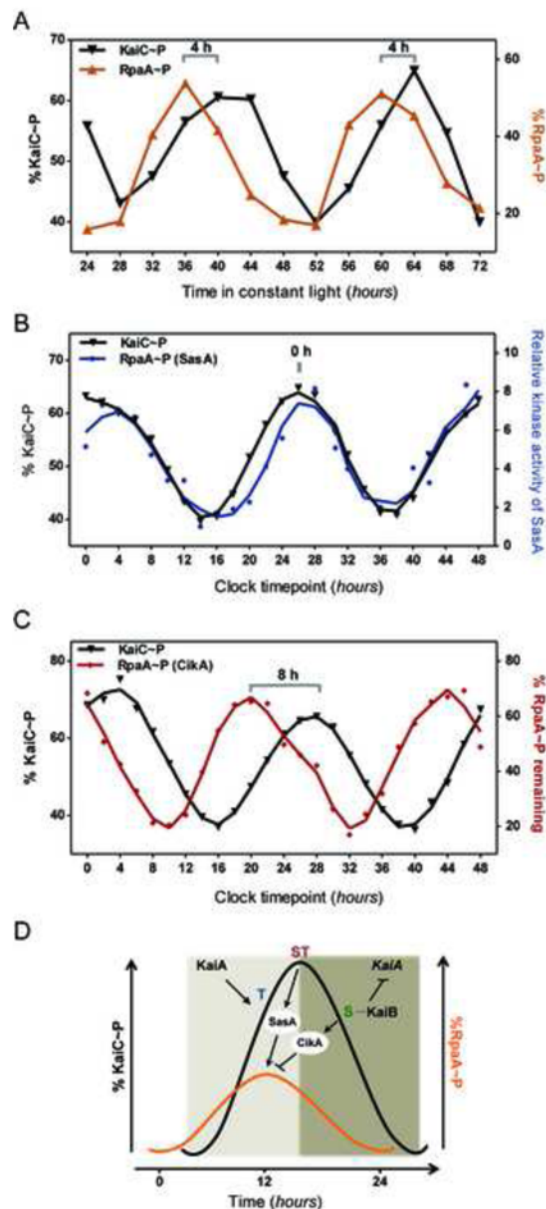 A
KaiC~P
RpaA~P
4 h
4 h
% KaiC~P
70
60
50
40
% RpaA~P
60
40
20
24 28 32 36 40 44 48 52 56 60 64 68 72
Time in constant light (hours)
B
KaiC~P
RpaA~P (SasA)
0 h
% KaiC~P
70
60
50
40
Relative kinase activity of SasA
10
8
6
4
2
0
0 4 8 12 16 20 24 28 32 36 40 44 48
Clock timepoint (hours)
C
KaiC~P
RpaA~P (CikA)
8 h
% KaiC~P
80
60
40
% RpaA~P remaining
80
60
40
20
0 4 8 12 16 20 24 28 32 36 40 44 48
Clock timepoint (hours)
D
% KaiC~P
%RpaA~P
ST
KaiA
KaiA
T
S
KaiB
SasA
CikA
0 12 24
Time (hours)